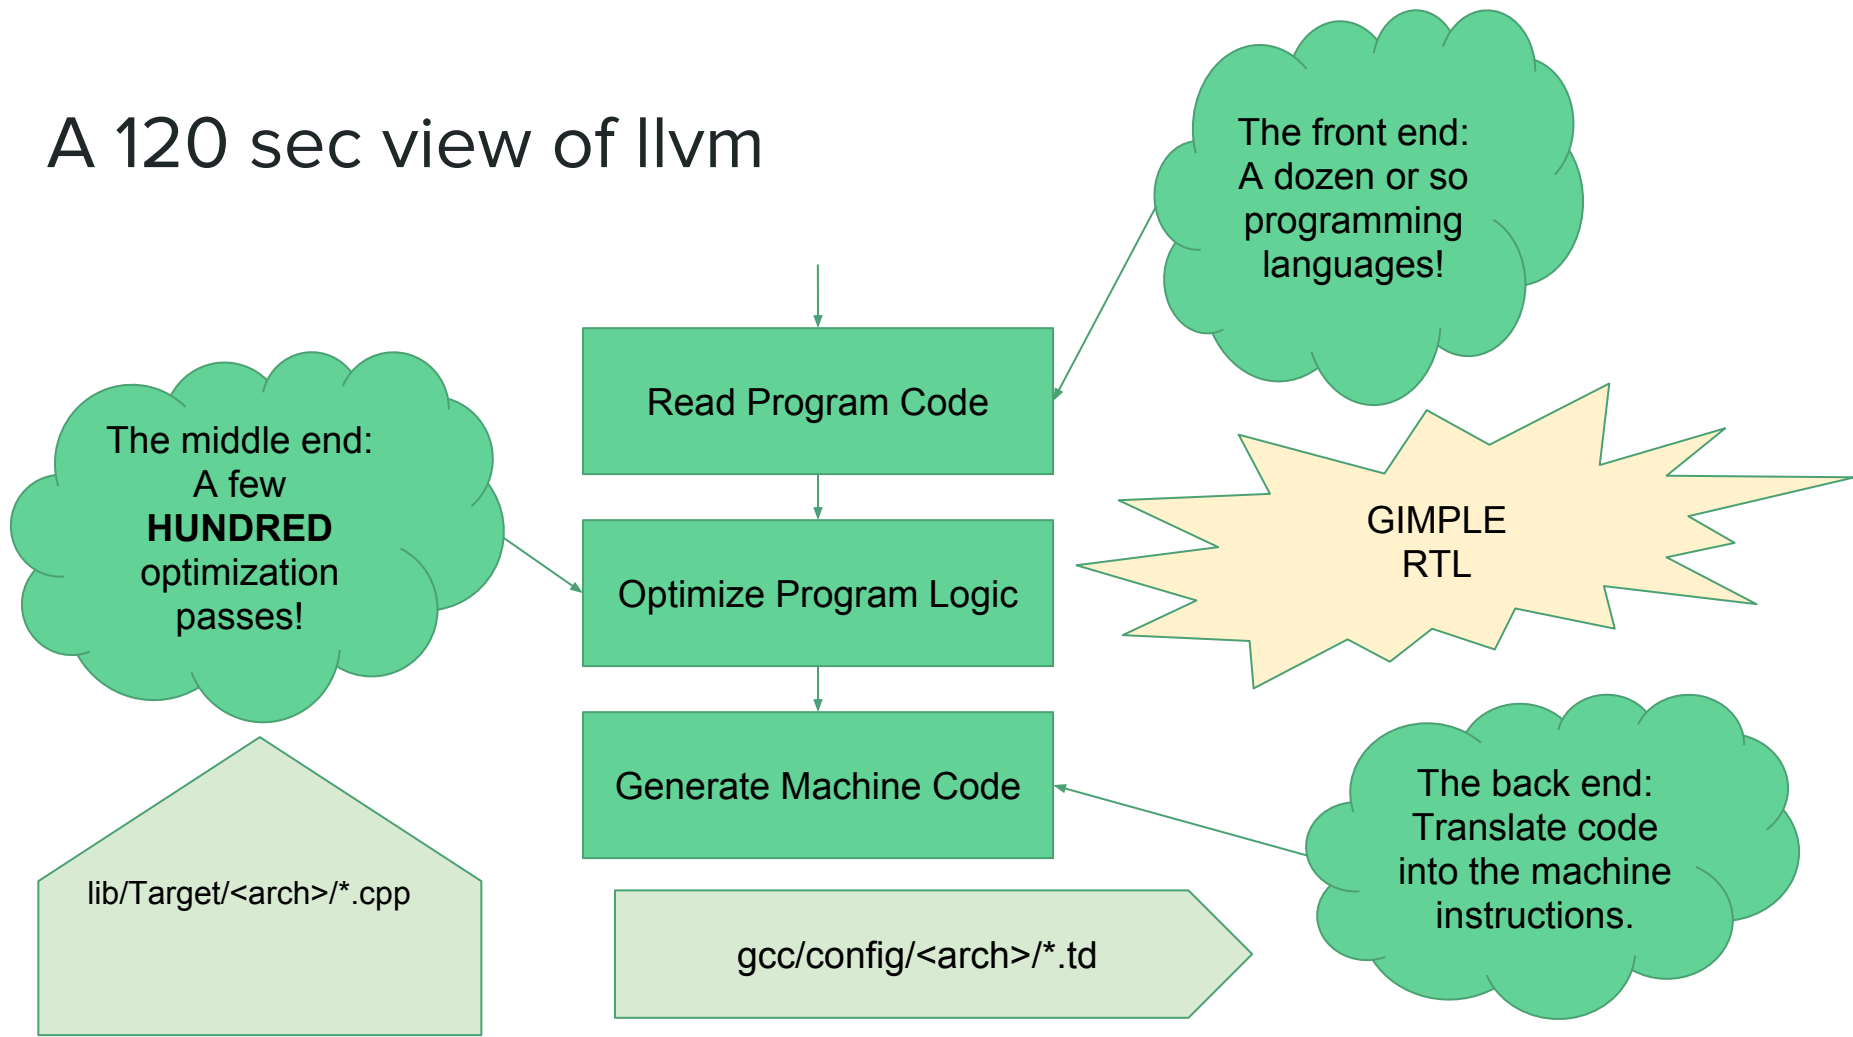 A 120 sec view of llvm
The front end:
A dozen or so
programming
languages!
Read Program Code
The middle end:
A few
HUNDRED
optimization
passes!
Optimize Program Logic
GIMPLE
RTL
Generate Machine Code
The back end:
Translate code
into the machine
instructions.
lib/Target/<arch>/*.cpp
gcc/config/<arch>/*.td